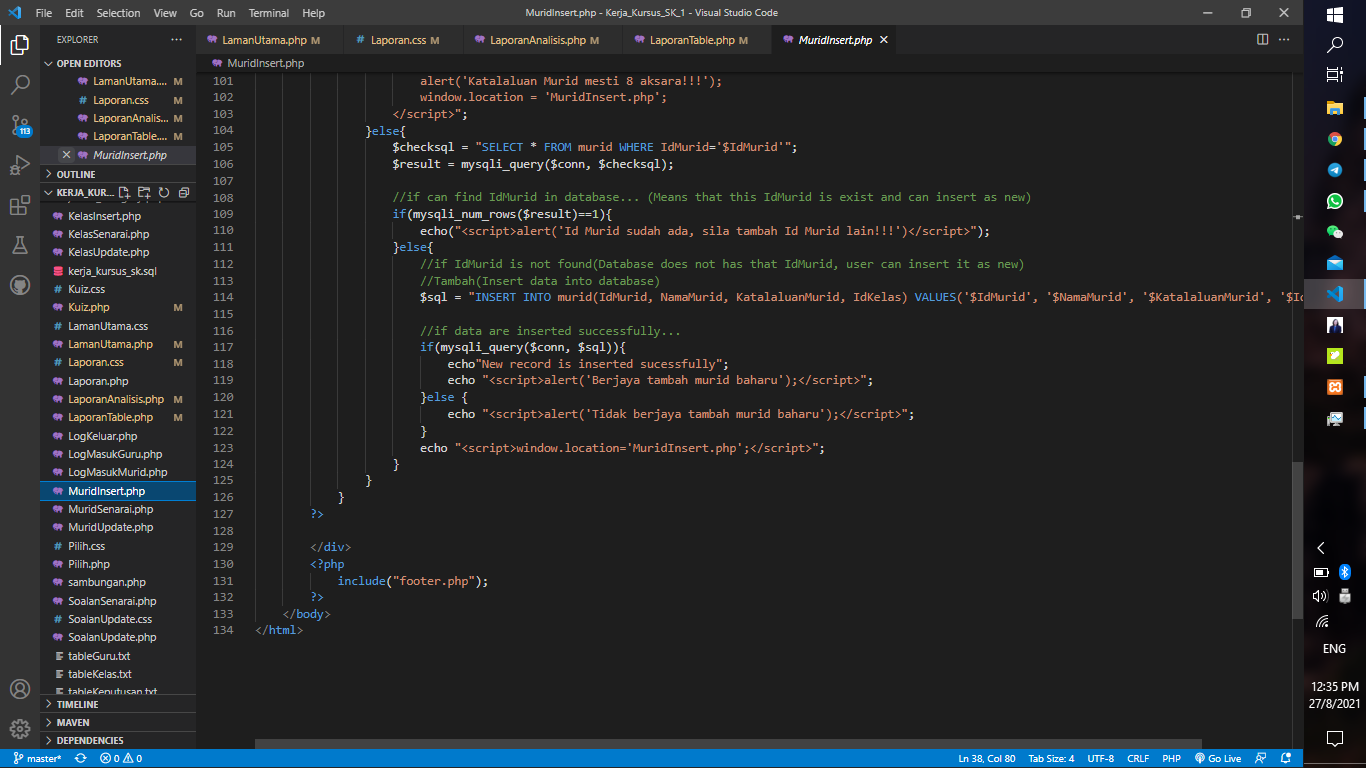 File Edit Selection View Go Run Terminal Help
MuridInsert.php - Kerja_Kursus_SK_1 - Visual Studio Code
EXPLORER
LamanUtama.php M
Laporan.css M
LaporanAnalisis.php M
LaporanTable.php M
MuridInsert.php
OPEN EDITORS
LamanUtama.... M
Laporan.css M
LaporanAnalis... M
LaporanTable.... M
MuridInsert.php
OUTLINE
KERJA_KUR...
KelasInsert.php
KelasSenarai.php
KelasUpdate.php
kerja_kursus_sk.sql
Kuiz.css
Kuiz.php M
LamanUtama.css
LamanUtama.php M
Laporan.css M
Laporan.php
LaporanAnalisis.php M
LaporanTable.php M
LogKeluar.php
LogMasukGuru.php
LogMasukMurid.php
MuridInsert.php
MuridSenarai.php
MuridUpdate.php
Pilih.css
Pilih.php
sambungan.php
SoalanSenarai.php
SoalanUpdate.css
SoalanUpdate.php
tableGuru.txt
tableKelas.txt
tableKeputusan.txt
TIMELINE
MAVEN
DEPENDENCIES
113
MuridInsert.php
101 alert('Katalaluan Murid mesti 8 aksara!!!');
102 window.location = 'MuridInsert.php';
103 </script>";
104 }else{
105 $checksql = "SELECT * FROM murid WHERE IdMurid='$IdMurid'";
106 $result = mysqli_query($conn, $checksql);
107
108 //if can find IdMurid in database... (Means that this IdMurid is exist and can insert as new)
109 if(mysqli_num_rows($result)==1){
110 echo("<script>alert('Id Murid sudah ada, sila tambah Id Murid lain!!!')</script>");
111 }else{
112 //if IdMurid is not found(Database does not has that IdMurid, user can insert it as new)
113 //Tambah(Insert data into database)
114 $sql = "INSERT INTO murid(IdMurid, NamaMurid, KatalaluanMurid, IdKelas) VALUES('$IdMurid', '$NamaMurid', '$KatalaluanMurid', '$Id
115
116 //if data are inserted successfully...
117 if(mysqli_query($conn, $sql)){
118 echo"New record is inserted sucessfully";
119 echo "<script>alert('Berjaya tambah murid baharu');</script>";
120 }else {
121 echo "<script>alert('Tidak berjaya tambah murid baharu');</script>";
122 }
123 echo "<script>window.location='MuridInsert.php';</script>";
124 }
125 }
126 }
127 ?>
128
129 </div>
130 <?php
131 include("footer.php");
132 ?>
133 </body>
134 </html>
master* 0 0
Ln 38, Col 80 Tab Size: 4 UTF-8 CRLF PHP Go Live
ENG
12:35 PM
27/8/2021